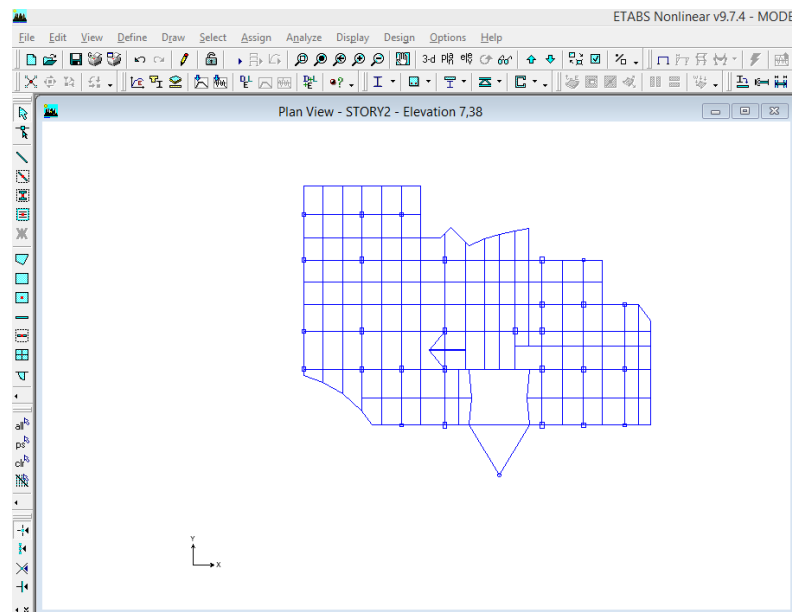 ETABS Nonlinear v9.7.4 - MODE
File Edit View Define Draw Select Assign Analyze Display Design Options Help
3-d
Plan View - STORY2 - Elevation 7,38
all
ps
clr
Y
X